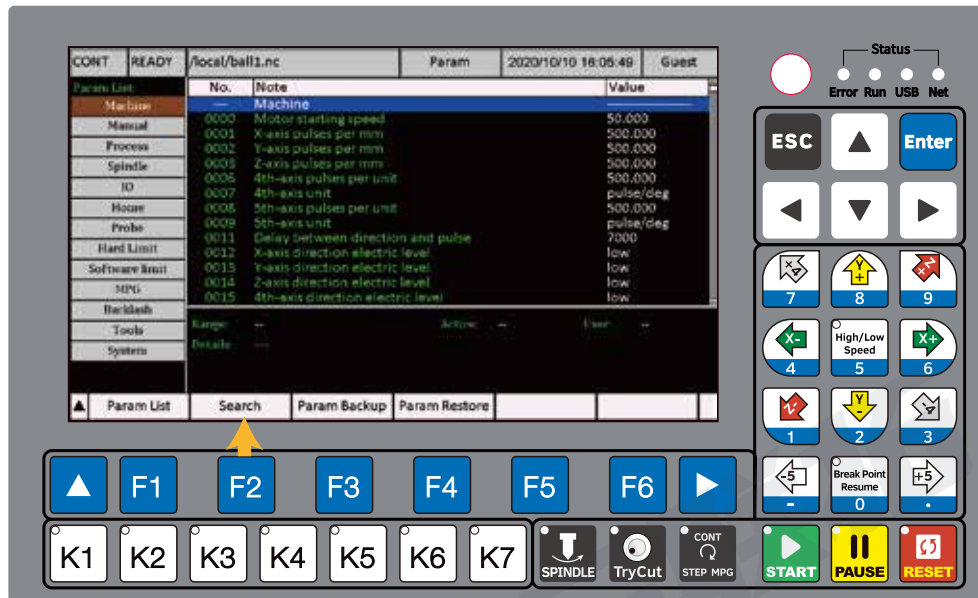 CONT READY /local/ball1.nc Param 2020/10/10 16:05:49 Guest
Param List No. Note Value
Machine — Machine
Manual 0000 Motor starting speed 50.000
0001 X-axis pulses per mm 500.000
Process 0002 Y-axis pulses per mm 500.000
Spindle 0003 Z-axis pulses per mm 500.000
0006 4th-axis pulses per unit 500.000
IO 0007 4th-axis unit pulse/deg
Home 0008 5th-axis pulses per unit 500.000
Probe 0009 5th-axis unit pulse/deg
0011 Delay between direction and pulse 7000
Hard Limit 0012 X-axis direction electric level low
Software limit 0013 Y-axis direction electric level low
MPG 0014 Z-axis direction electric level low
0015 4th-axis direction electric level low
Backlash
Tools Range: -- Active: -- User: --
System Details: ---
Param List Search Param Backup Param Restore
Status
Error Run USB Net
ESC Enter
7 Y+ 8 Z+ 9
X- 4 High/Low Speed 5 X+ 6
Z- 1 Y- 2 3
-5 - Break Point Resume 0 +5 .
F1 F2 F3 F4 F5 F6
K1 K2 K3 K4 K5 K6 K7
SPINDLE TryCut CONT STEP MPG START PAUSE RESET